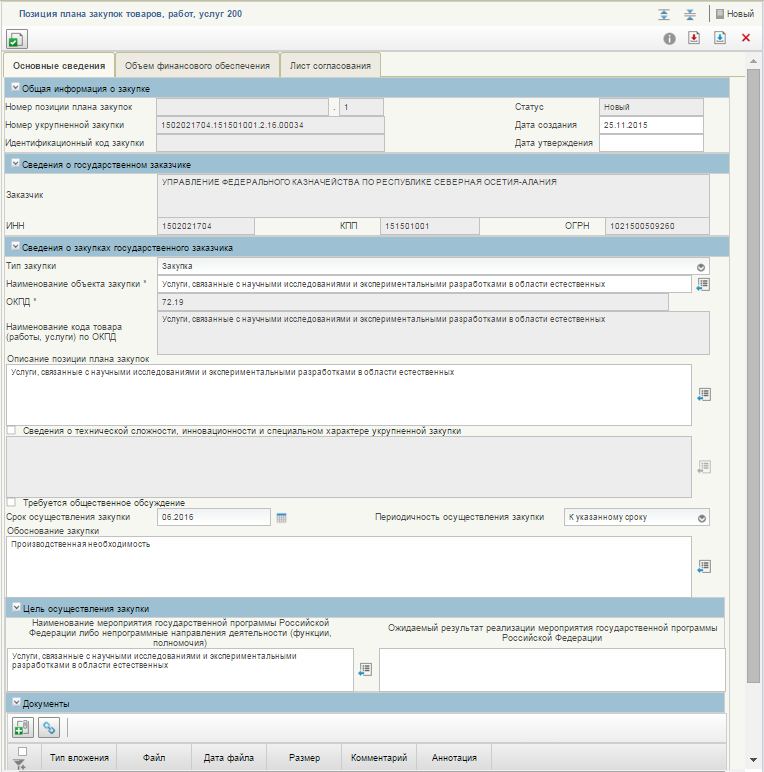 Позиция плана закупок товаров, работ, услуг 200
Новый
Основные сведения
Объем финансового обеспечения
Лист согласования
Общая информация о закупке
Номер позиции плана закупок . 1
Статус Новый
Номер укрупненной закупки 1502021704.151501001.2.16.00034
Дата создания 25.11.2015
Идентификационный код закупки
Дата утверждения
Сведения о государственном заказчике
Заказчик УПРАВЛЕНИЕ ФЕДЕРАЛЬНОГО КАЗНАЧЕЙСТВА ПО РЕСПУБЛИКЕ СЕВЕРНАЯ ОСЕТИЯ-АЛАНИЯ
ИНН 1502021704 КПП 151501001 ОГРН 1021500509260
Сведения о закупках государственного заказчика
Тип закупки Закупка
Наименование объекта закупки * Услуги, связанные с научными исследованиями и экспериментальными разработками в области естественных
ОКПД * 72.19
Наименование кода товара
(работы, услуги) по ОКПД
Услуги, связанные с научными исследованиями и экспериментальными разработками в области естественных
Описание позиции плана закупок
Услуги, связанные с научными исследованиями и экспериментальными разработками в области естественных
Сведения о технической сложности, инновационности и специальном характере укрупненной закупки
Требуется общественное обсуждение
Срок осуществления закупки 06.2016
Периодичность осуществления закупки К указанному сроку
Обоснование закупки
Производственная необходимость
Цель осуществления закупки
Наименование мероприятия государственной программы Российской
Федерации либо непрограммные направления деятельности (функции,
полномочия)
Ожидаемый результат реализации мероприятия государственной программы
Российской Федерации
Услуги, связанные с научными исследованиями и экспериментальными
разработками в области естественных
Документы
Тип вложения Файл Дата файла Размер Комментарий Аннотация